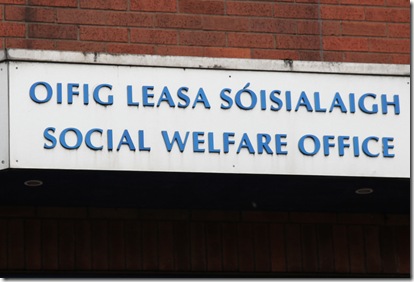 OIFIG LEASA SÓISIALAIGH
SOCIAL WELFARE OFFICE